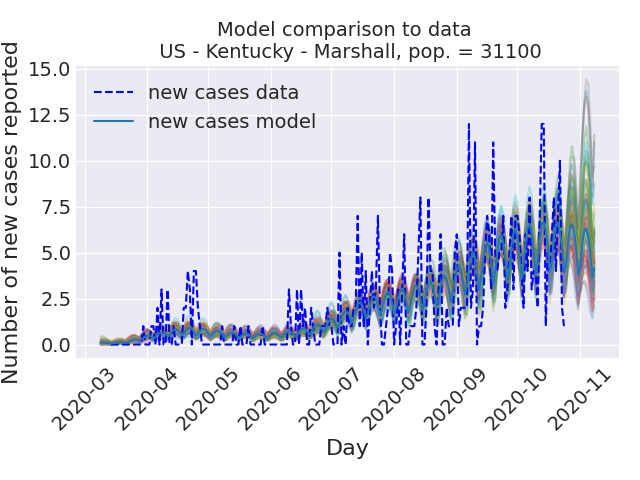 Model comparison to data
US - Kentucky - Marshall, pop. = 31100
Number of new cases reported
15.0
12.5
10.0
7.5
5.0
2.5
0.0
new cases data
new cases model
2020-03
2020-04
2020-05
2020-06
2020-07
2020-08
2020-09
2020-10
2020-11
Day